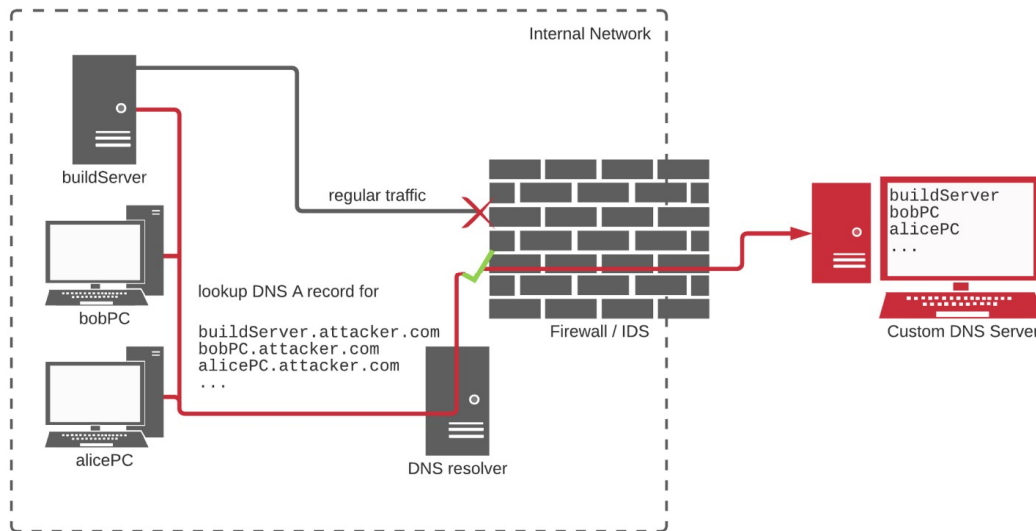 Internal Network
buildServer
regular traffic
bobPC
lookup DNS A record for
buildServer.attacker.com
bobPC.attacker.com
alicePC.attacker.com
...
alicePC
DNS resolver
Firewall / IDS
buildServer
bobPC
alicePC
...
Custom DNS Server